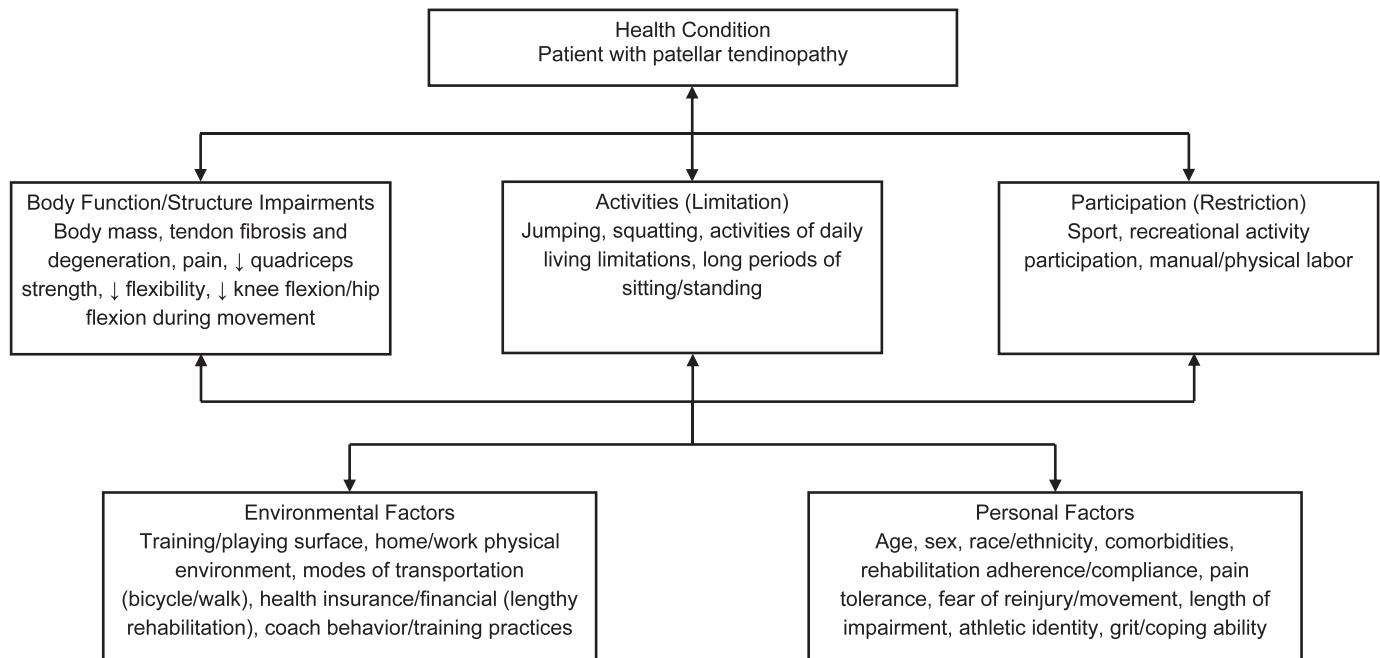 Health Condition
Patient with patellar tendinopathy
Body Function/Structure Impairments
Body mass, tendon fibrosis and
degeneration, pain, ↓ quadriceps
strength, ↓ flexibility, ↓ knee flexion/hip
flexion during movement
Activities (Limitation)
Jumping, squatting, activities of daily
living limitations, long periods of
sitting/standing
Participation (Restriction)
Sport, recreational activity
participation, manual/physical labor
Environmental Factors
Training/playing surface, home/work physical
environment, modes of transportation
(bicycle/walk), health insurance/financial (lengthy
rehabilitation), coach behavior/training practices
Personal Factors
Age, sex, race/ethnicity, comorbidities,
rehabilitation adherence/compliance, pain
tolerance, fear of reinjury/movement, length of
impairment, athletic identity, grit/coping ability